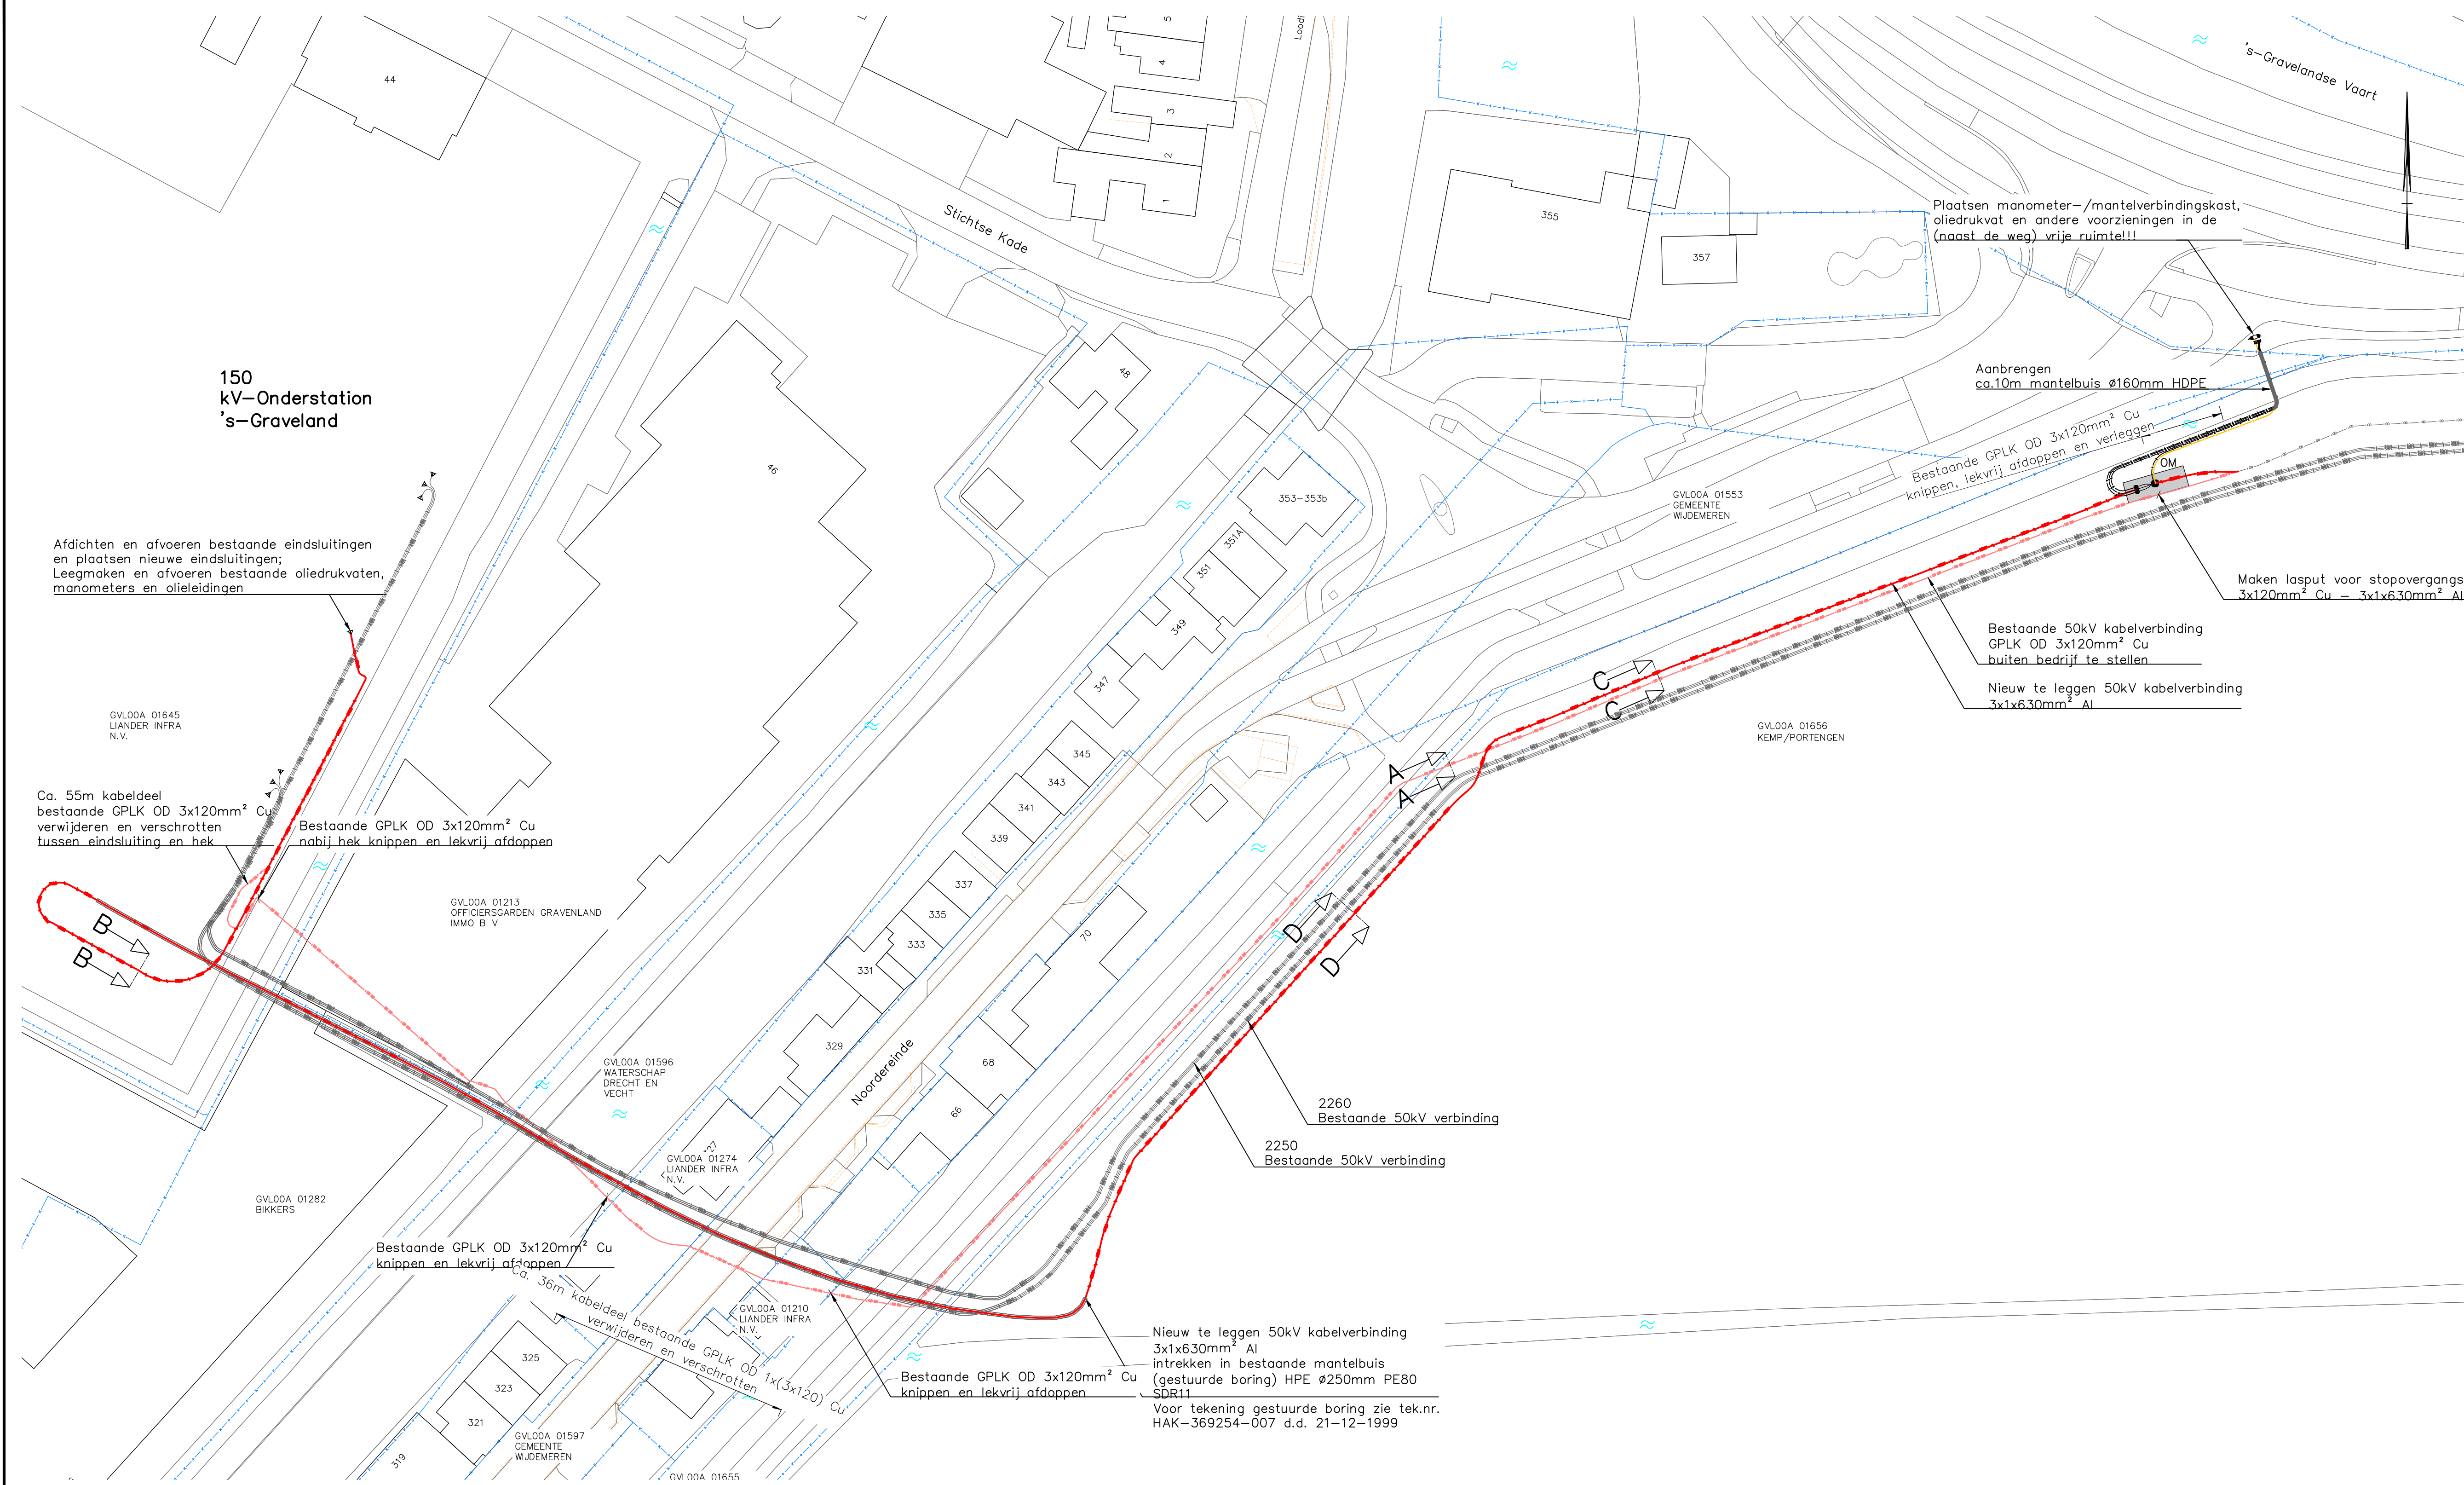 44
5
4
3
2
1
Stichtse Kade
's-Gravelandse Vaart
355
357
Plaatsen manometer-/mantelverbindingskast,
oliedrukvat en andere voorzieningen in de
(naast de weg) vrije ruimte!!!
150
kV-Onderstation
's-Graveland
46
48
Aanbrengen
ca.10m mantelbuis Ø160mm HDPE
Bestaande GPLK OD 3x120mm² Cu
knippen, lekvrij afdoppen en verleggen
OM
GVL00A 01553
GEMEENTE
WIJDEMEREN
353-353b
351A
351
349
347
345
343
341
339
337
335
333
331
329
Afdichten en afvoeren bestaande eindsluitingen
en plaatsen nieuwe eindsluitingen;
Leegmaken en afvoeren bestaande oliedrukvaten,
manometers en olieleidingen
Maken lasput voor stopovergangs
3x120mm² Cu - 3x1x630mm² Al
Bestaande 50kV kabelverbinding
GPLK OD 3x120mm² Cu
buiten bedrijf te stellen
Nieuw te leggen 50kV kabelverbinding
3x1x630mm² Al
C
C
GVL00A 01656
KEMP/PORTENGEN
GVL00A 01645
LIANDER INFRA
N.V.
A
A
Ca. 55m kabeldeel
bestaande GPLK OD 3x120mm² Cu
verwijderen en verschrotten
tussen eindsluiting en hek
Bestaande GPLK OD 3x120mm² Cu
nabij hek knippen en lekvrij afdoppen
B
B
GVL00A 01213
OFFICIERSGARDEN GRAVENLAND
IMMO B V
D
D
70
68
66
Noordereinde
GVL00A 01596
WATERSCHAP
DRECHT EN
VECHT
GVL00A 01274
LIANDER INFRA
N.V.
2260
Bestaande 50kV verbinding
2250
Bestaande 50kV verbinding
GVL00A 01282
BIKKERS
Bestaande GPLK OD 3x120mm² Cu
knippen en lekvrij afdoppen
Ca. 36m kabeldeel bestaande GPLK OD 1x(3x120) Cu
verwijderen en verschrotten
GVL00A 01210
LIANDER INFRA
N.V.
Bestaande GPLK OD 3x120mm² Cu
knippen en lekvrij afdoppen
Nieuw te leggen 50kV kabelverbinding
3x1x630mm² Al
intrekken in bestaande mantelbuis
(gestuurde boring) HPE Ø250mm PE80
SDR11
Voor tekening gestuurde boring zie tek.nr.
HAK-369254-007 d.d. 21-12-1999
325
323
321
319
GVL00A 01597
GEMEENTE
WIJDEMEREN
GVL00A 01655